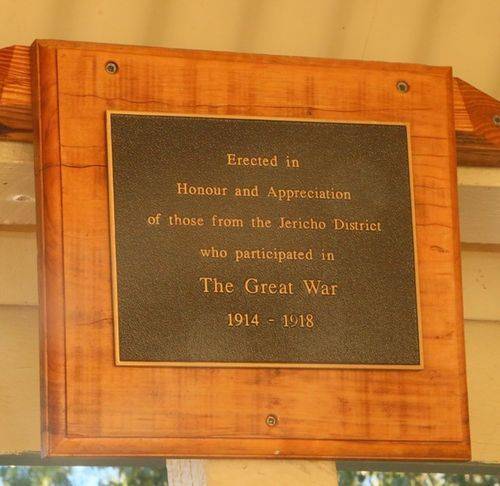 Erected in
Honour and Appreciation
of those from the Jericho District
who participated in
The Great War
1914 - 1918